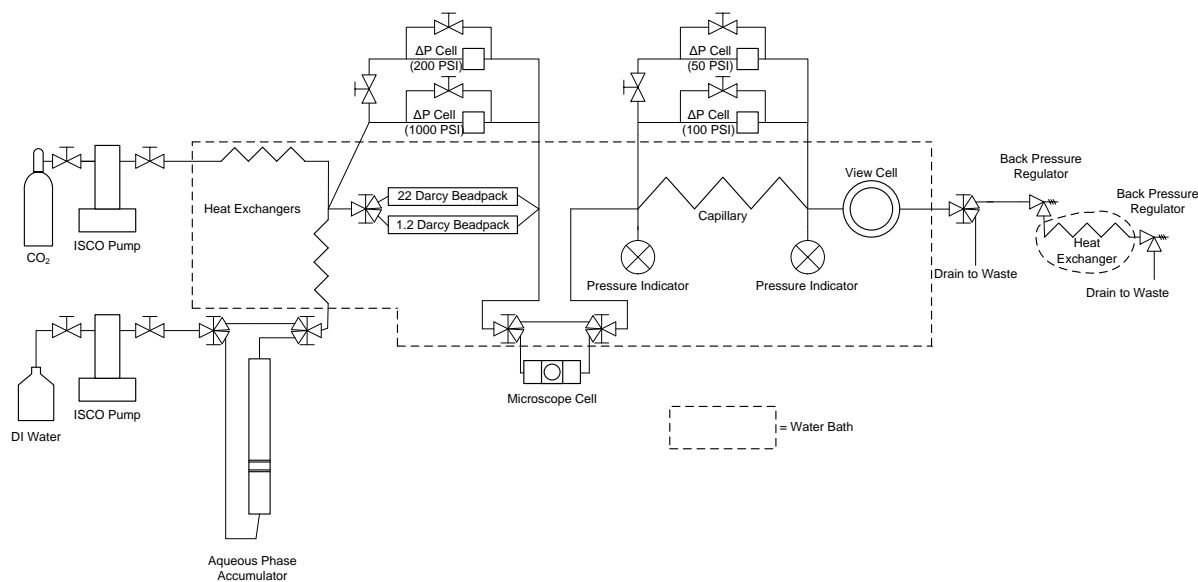 ΔP Cell
(200 PSI)
ΔP Cell
(1000 PSI)
ΔP Cell
(50 PSI)
ΔP Cell
(100 PSI)
CO2
ISCO Pump
Heat Exchangers
22 Darcy Beadpack
1.2 Darcy Beadpack
Capillary
View Cell
Pressure Indicator
Pressure Indicator
Back Pressure
Regulator
Back Pressure
Regulator
Heat
Exchanger
Drain to Waste
Drain to Waste
DI Water
ISCO Pump
Aqueous Phase
Accumulator
Microscope Cell
= Water Bath